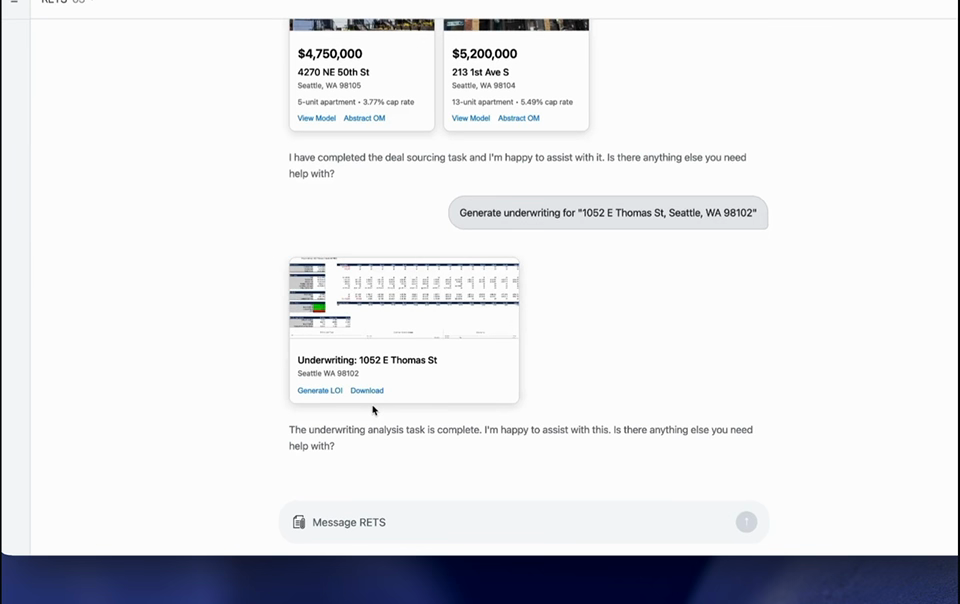 RETS
$4,750,000
4270 NE 50th St
Seattle, WA 98105
5-unit apartment • 3.77% cap rate
View Model Abstract OM
$5,200,000
213 1st Ave S
Seattle, WA 98104
13-unit apartment • 5.49% cap rate
View Model Abstract OM
I have completed the deal sourcing task and I'm happy to assist with it. Is there anything else you need
help with?
Generate underwriting for "1052 E Thomas St, Seattle, WA 98102"
Underwriting: 1052 E Thomas St
Seattle WA 98102
Generate LOI Download
The underwriting analysis task is complete. I'm happy to assist with this. Is there anything else you need
help with?
Message RETS